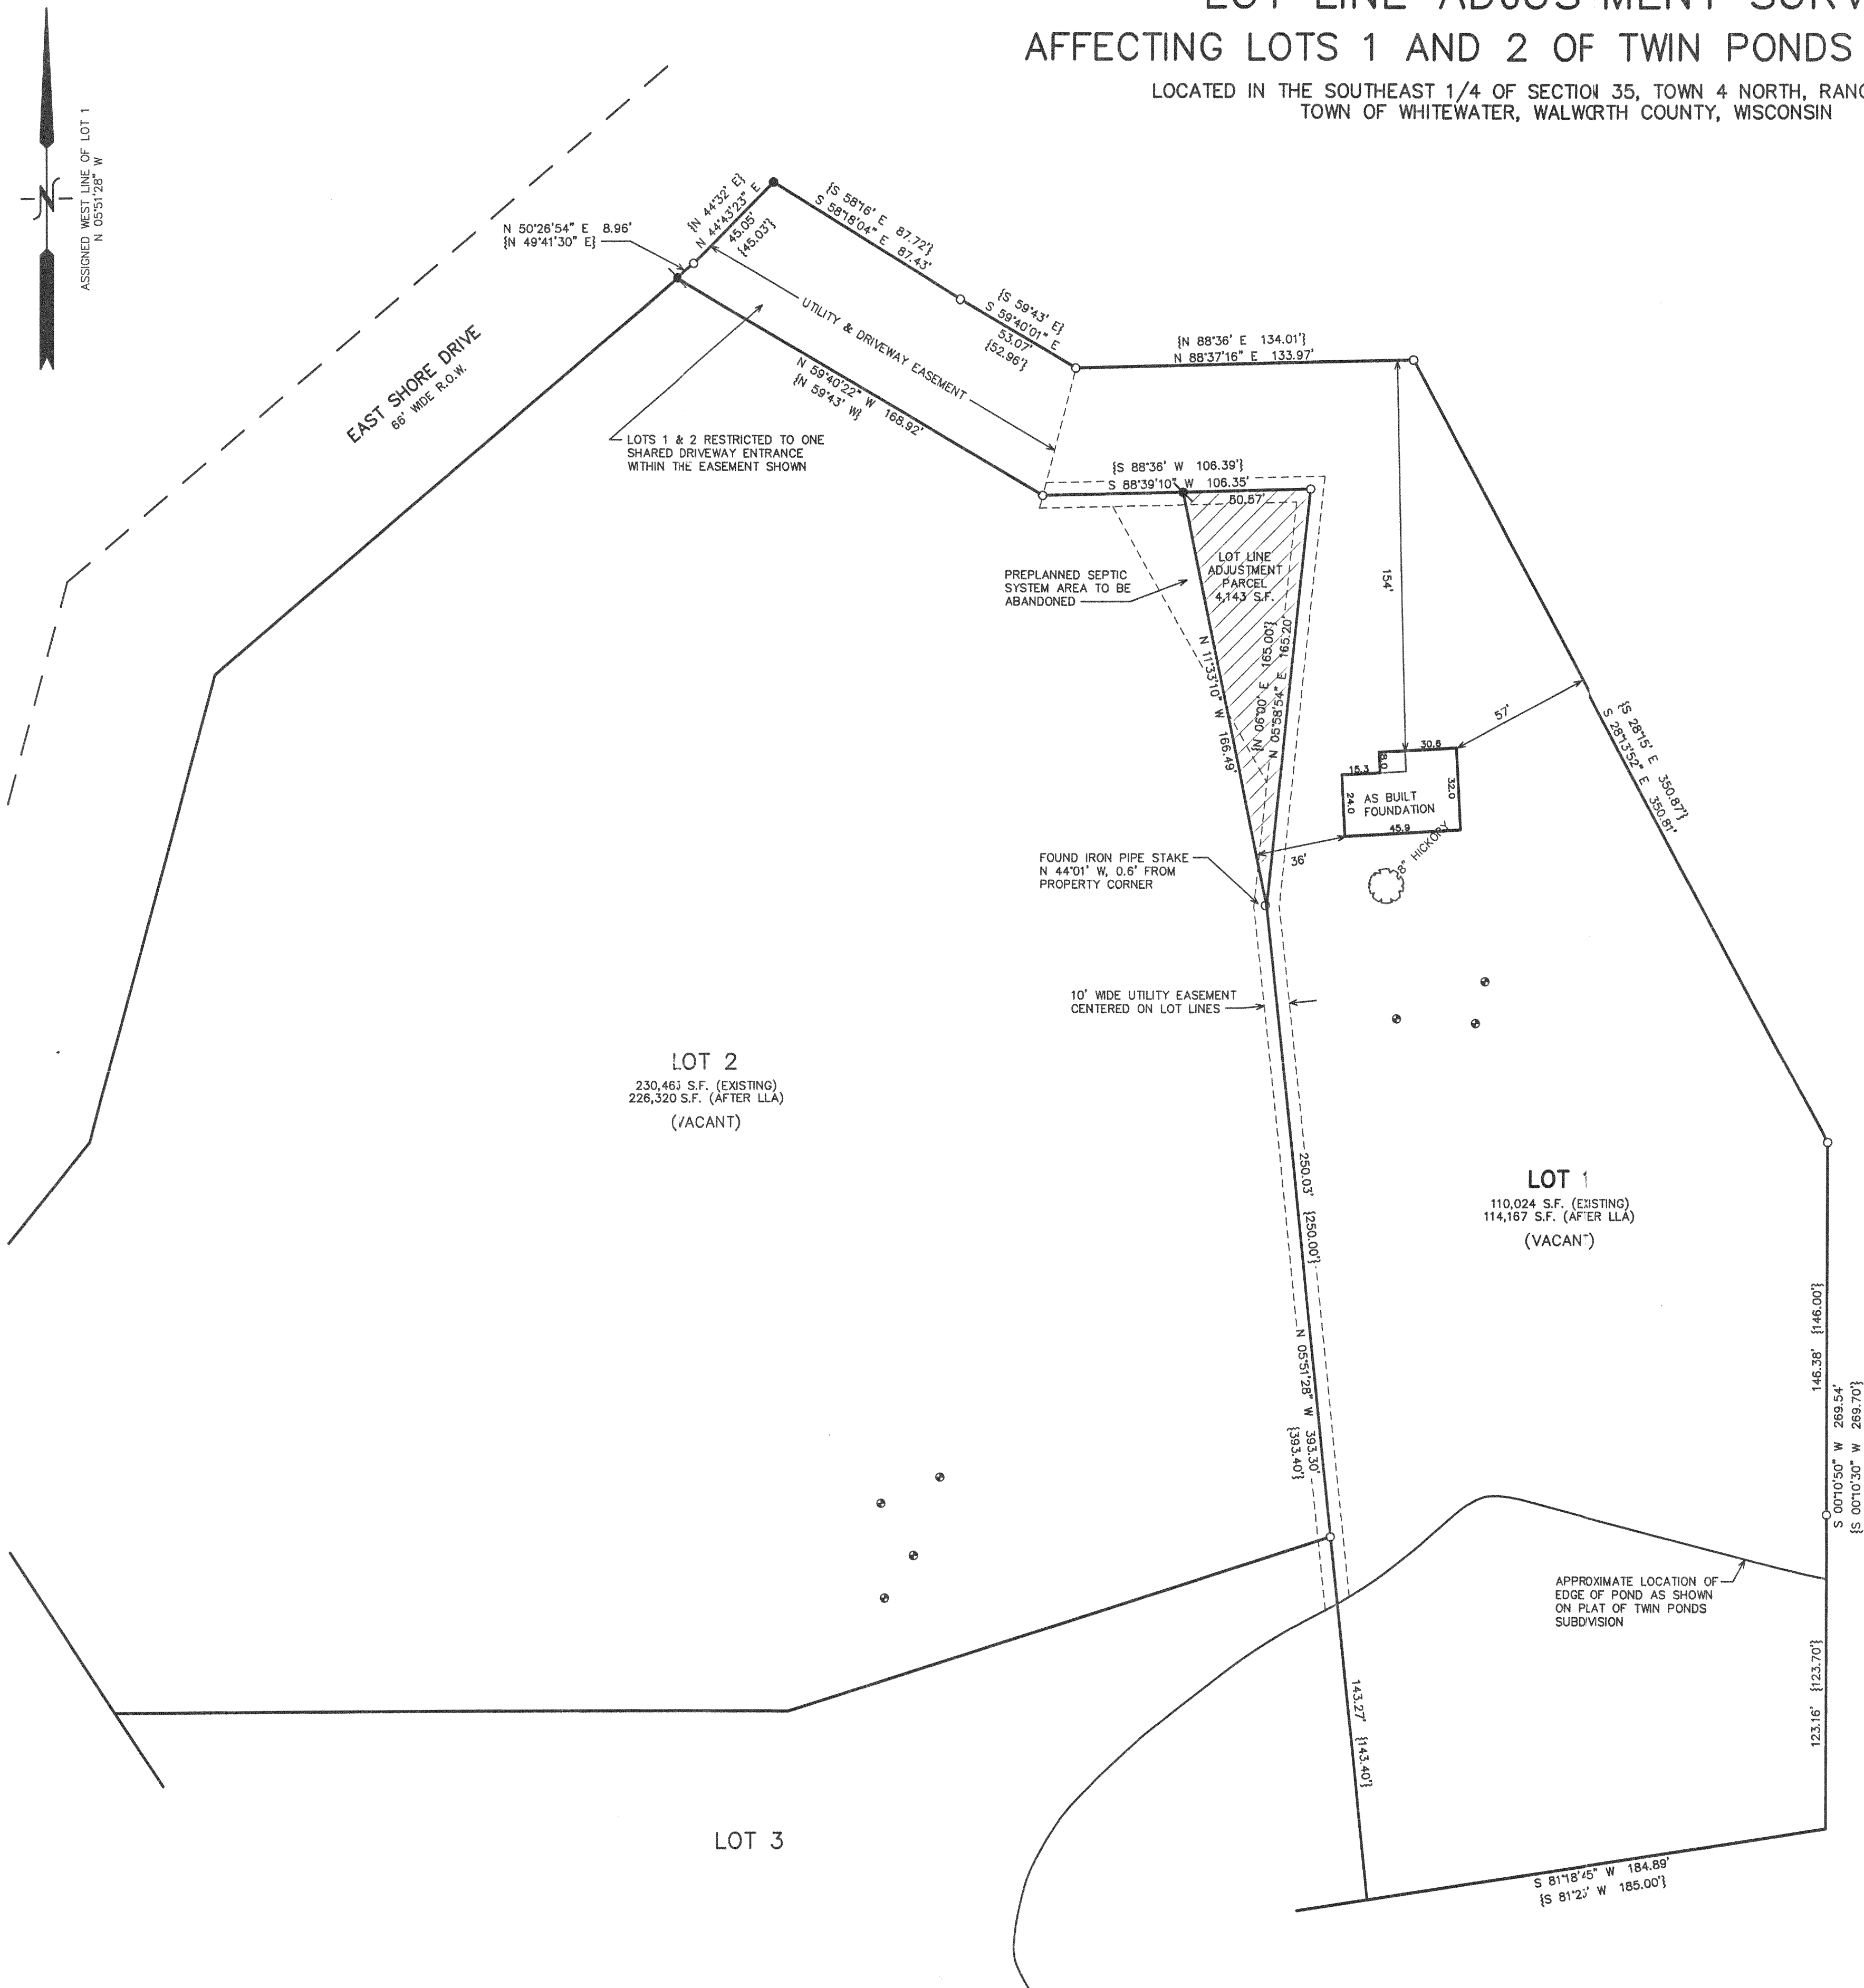 AFFECTING LOTS 1 AND 2 OF TWIN PONDS
LOCATED IN THE SOUTHEAST 1/4 OF SECTION 35, TOWN 4 NORTH,
TOWN OF WHITEWATER, WALWORTH COUNTY, WISCONSIN
N
ASSIGNED WEST LINE OF LOT 1
N 05°51'28" W
EAST SHORE DRIVE
66' WIDE R.O.W.
N 50°26'54" E 8.96'
{N 49°41'30" E}
{N 44°32' E}
N 44°43'23" E
45.05'
{45.03'}
{S 58°16' E 87.72'}
S 58°18'04" E 87.43'
{S 59°43' E}
S 59°40'01" E
53.07'
{52.96'}
{N 88°36' E 134.01'}
N 88°37'16" E 133.97'
UTILITY & DRIVEWAY EASEMENT
N 59°40'22" W 168.92'
{N 59°43' W}
LOTS 1 & 2 RESTRICTED TO ONE
SHARED DRIVEWAY ENTRANCE
WITHIN THE EASEMENT SHOWN
{S 88°36' W 106.39'}
S 88°39'10" W 106.35'
50.57'
PREPLANNED SEPTIC
SYSTEM AREA TO BE
ABANDONED
LOT LINE
ADJUSTMENT
PARCEL
4,143 S.F.
N 11°33'10" W 166.49'
{N 06°00' E 165.00'}
N 05°58'54" E 165.20'
154'
57'
{S 28°15' E 350.87'}
S 28°13'52" E 350.81'
30.6
8.0
15.3
24.0
32.0
AS BUILT
FOUNDATION
45.9
36'
8" HICKORY
FOUND IRON PIPE STAKE
N 44°01' W, 0.6' FROM
PROPERTY CORNER
10' WIDE UTILITY EASEMENT
CENTERED ON LOT LINES
LOT 2
230,463 S.F. (EXISTING)
226,320 S.F. (AFTER LLA)
(VACANT)
250.03' {250.00'}
N 05°51'28" W 393.30'
{393.40'}
LOT 1
110,024 S.F. (EXISTING)
114,167 S.F. (AFTER LLA)
(VACANT)
146.38' {146.00'}
S 00°10'50" W 269.54'
{S 00°10'30" W 269.70'}
APPROXIMATE LOCATION OF
EDGE OF POND AS SHOWN
ON PLAT OF TWIN PONDS
SUBDIVISION
123.16' {123.70'}
143.27' {143.40'}
LOT 3
S 81°18'45" W 184.89'
W 185.00'}